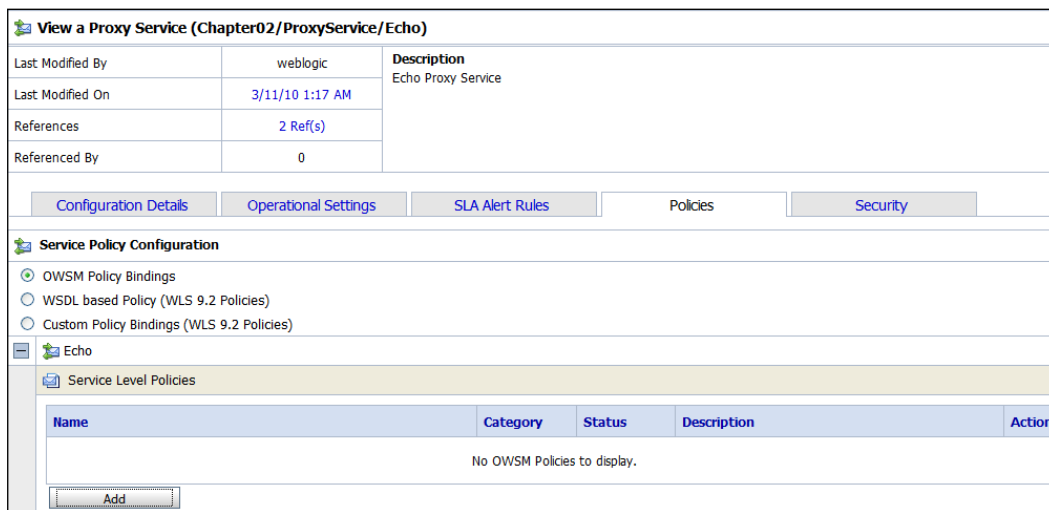 View a Proxy Service (Chapter02/ProxyService/Echo)
Last Modified By weblogic
Description
Echo Proxy Service
Last Modified On 3/11/10 1:17 AM
References 2 Ref(s)
Referenced By 0
Configuration Details Operational Settings SLA Alert Rules Policies Security
Service Policy Configuration
OWSM Policy Bindings
WSDL based Policy (WLS 9.2 Policies)
Custom Policy Bindings (WLS 9.2 Policies)
Echo
Service Level Policies
Name Category Status Description Action
No OWSM Policies to display.
Add